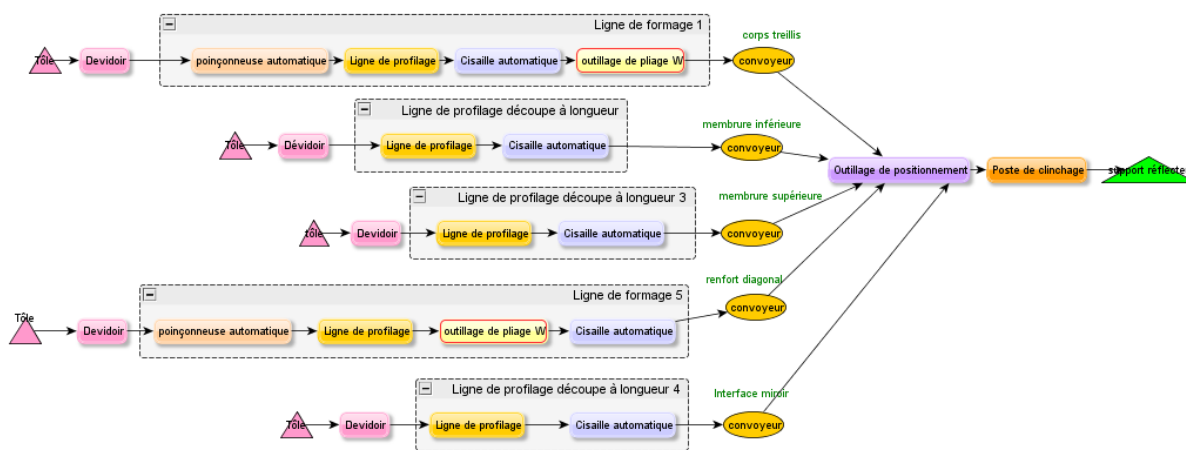 Ligne de formage 1
Tôle
Devidoir
poinçonneuse automatique
Ligne de profilage
Cisaille automatique
outillage de pliage W
corps treillis
convoyeur
Ligne de profilage découpe à longueur
Tôle
Dévidoir
Ligne de profilage
Cisaille automatique
membrure inférieure
convoyeur
Outillage de positionnement
Poste de clinchage
support réflecte
Ligne de profilage découpe à longueur 3
tôle
Devidoir
Ligne de profilage
Cisaille automatique
membrure supérieure
convoyeur
Ligne de formage 5
Tôle
Devidoir
poinçonneuse automatique
Ligne de profilage
outillage de pliage W
Cisaille automatique
renfort diagonal
convoyeur
Ligne de profilage découpe à longueur 4
Tôle
Devidoir
Ligne de profilage
Cisaille automatique
Interface miroir
convoyeur